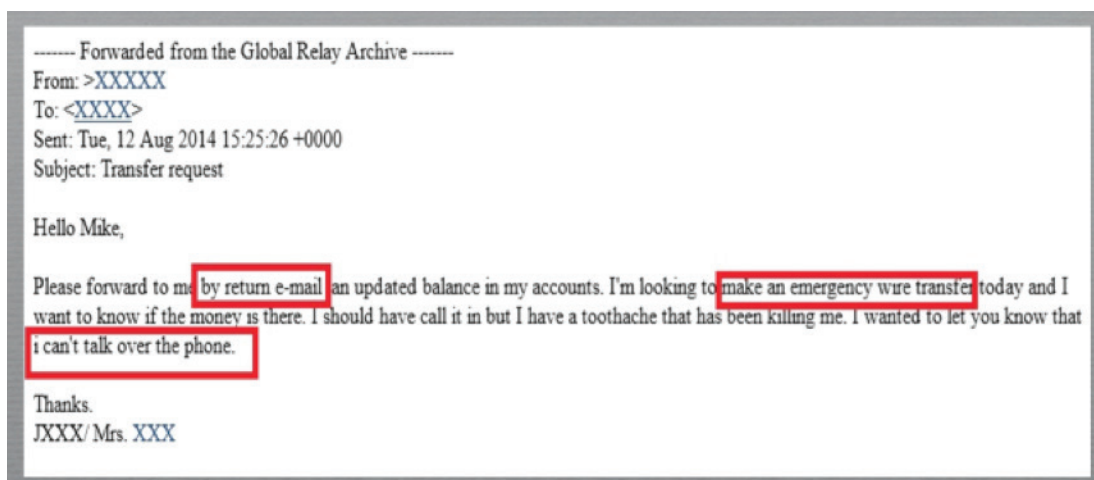 ------- Forwarded from the Global Relay Archive -------
From: >XXXXX
To: <XXXX>
Sent: Tue, 12 Aug 2014 15:25:26 +0000
Subject: Transfer request
Hello Mike,
Please forward to me by return e-mail an updated balance in my accounts. I'm looking to make an emergency wire transfer today and I
want to know if the money is there. I should have call it in but I have a toothache that has been killing me. I wanted to let you know that
i can't talk over the phone.
Thanks.
JXXX/ Mrs. XXX